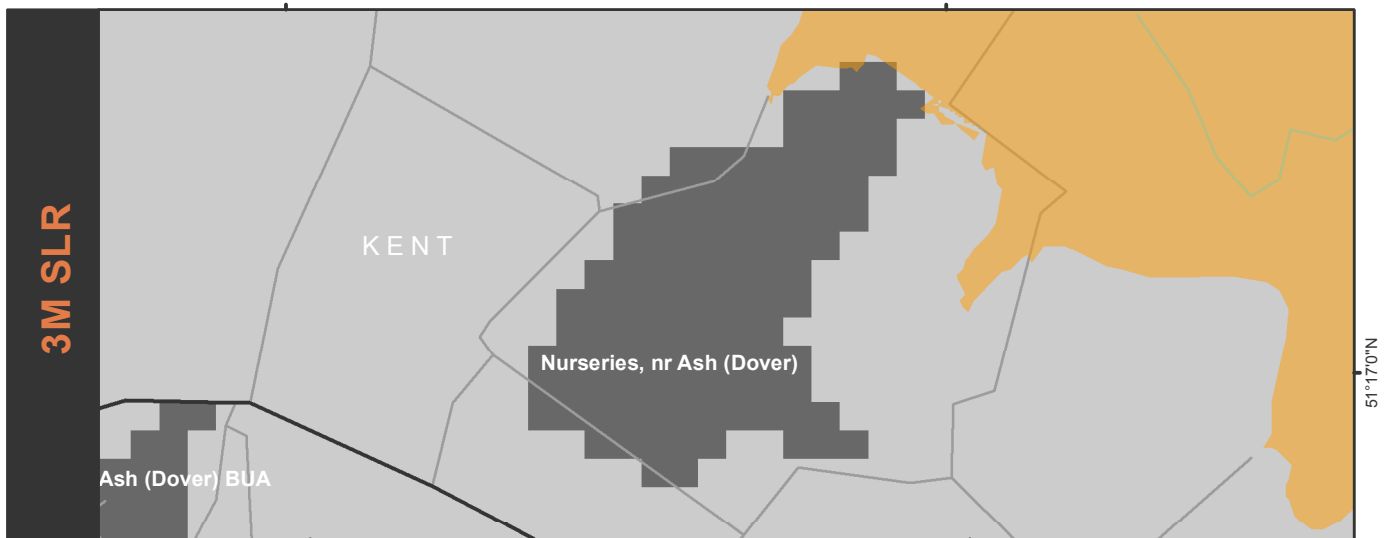 3M SLR
KENT
Nurseries, nr Ash (Dover)
51°17'0"N
Ash (Dover) BUA